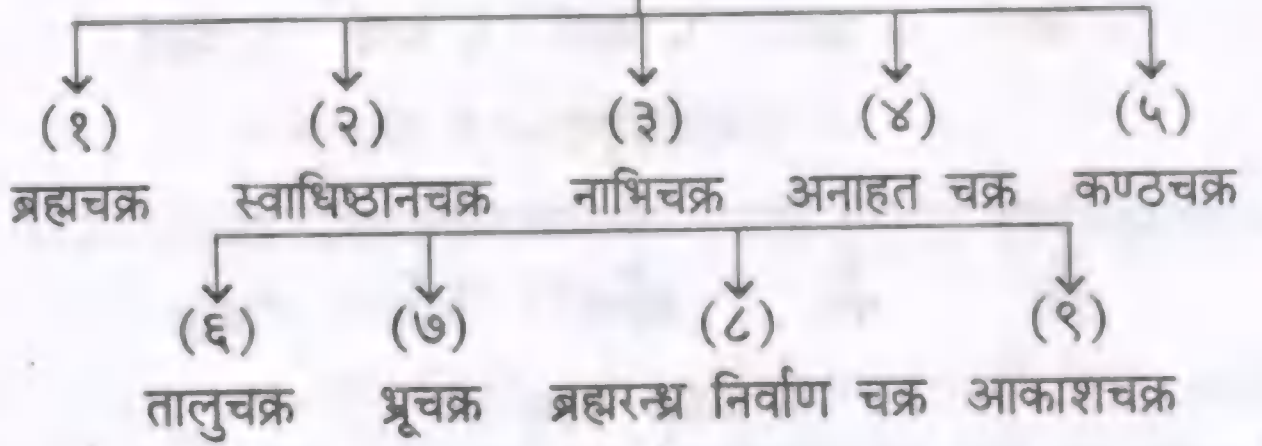 (१) (२) (३) (४) (५)
ब्रह्मचक्र स्वाधिष्ठानचक्र नाभिचक्र अनाहत चक्र कण्ठचक्र
(६) (७) (८) (९)
तालुचक्र भ्रूचक्र ब्रह्मरन्ध्र निर्वाण चक्र आकाशचक्र